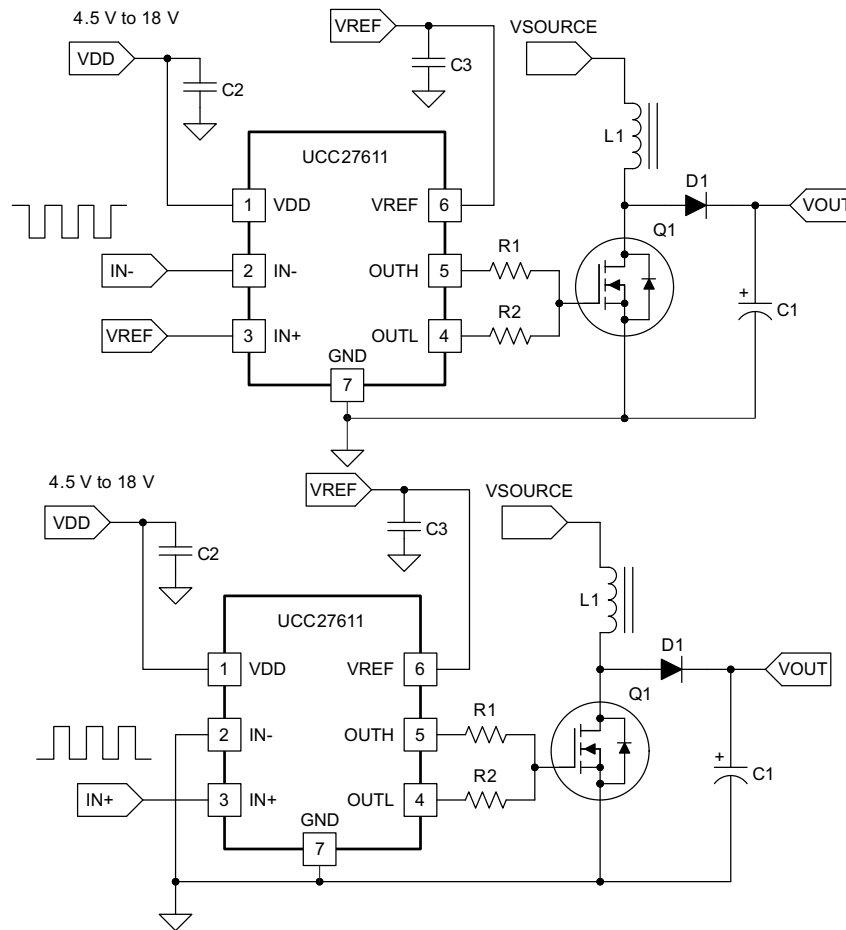 4.5 V to 18 V
VREF
VSOURCE
VDD
C2
C3
L1
UCC27611
D1
1
VDD
VREF
6
VOUT
Q1
R1
IN-
2
IN-
OUTH
5
+
R2
C1
VREF
3
IN+
OUTL
4
GND
7
4.5 V to 18 V
VREF
VSOURCE
VDD
C2
C3
L1
UCC27611
D1
1
VDD
VREF
6
VOUT
Q1
R1
2
IN-
OUTH
5
+
R2
C1
IN+
3
IN+
OUTL
4
GND
7